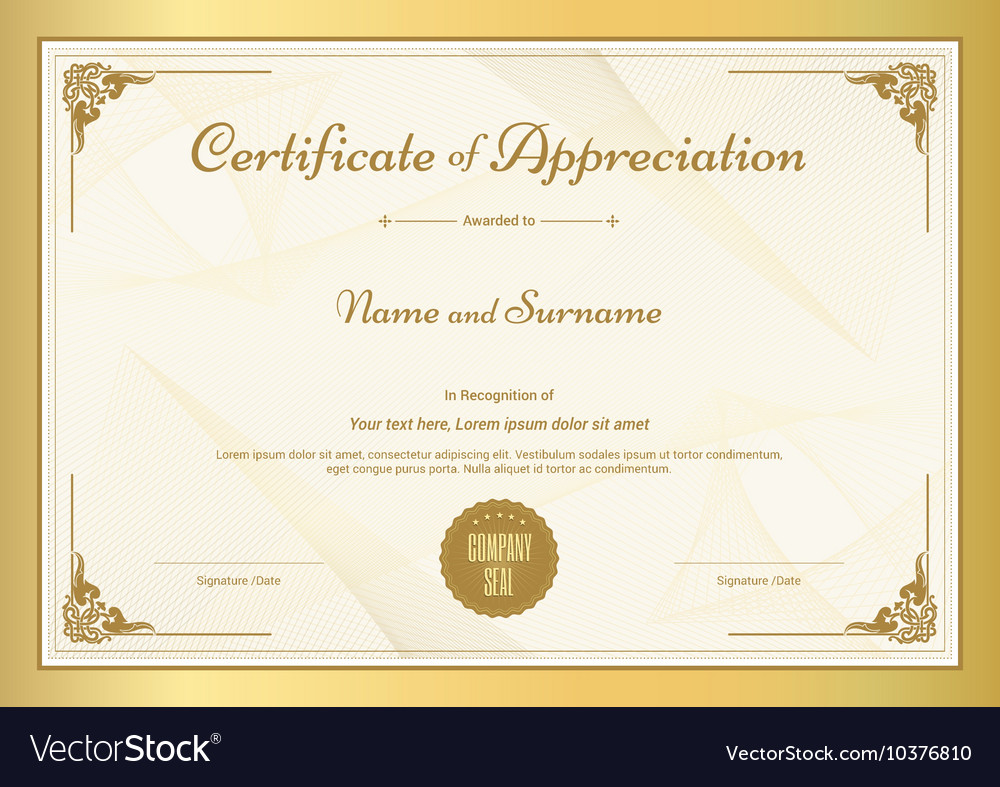 Certificate of Appreciation
Awarded to
Name and Surname
In Recognition of
Your text here, Lorem ipsum dolor sit amet
Lorem ipsum dolor sit amet, consectetur adipiscing elit. Vestibulum sodales ipsum id tortor condimentum,
eget congue purus porta. Nulla aliquet id tortor ac condimentum.
COMPANY
SEAL
Signature /Date
Signature /Date
VectorStock®
VectorStock.com/10376810